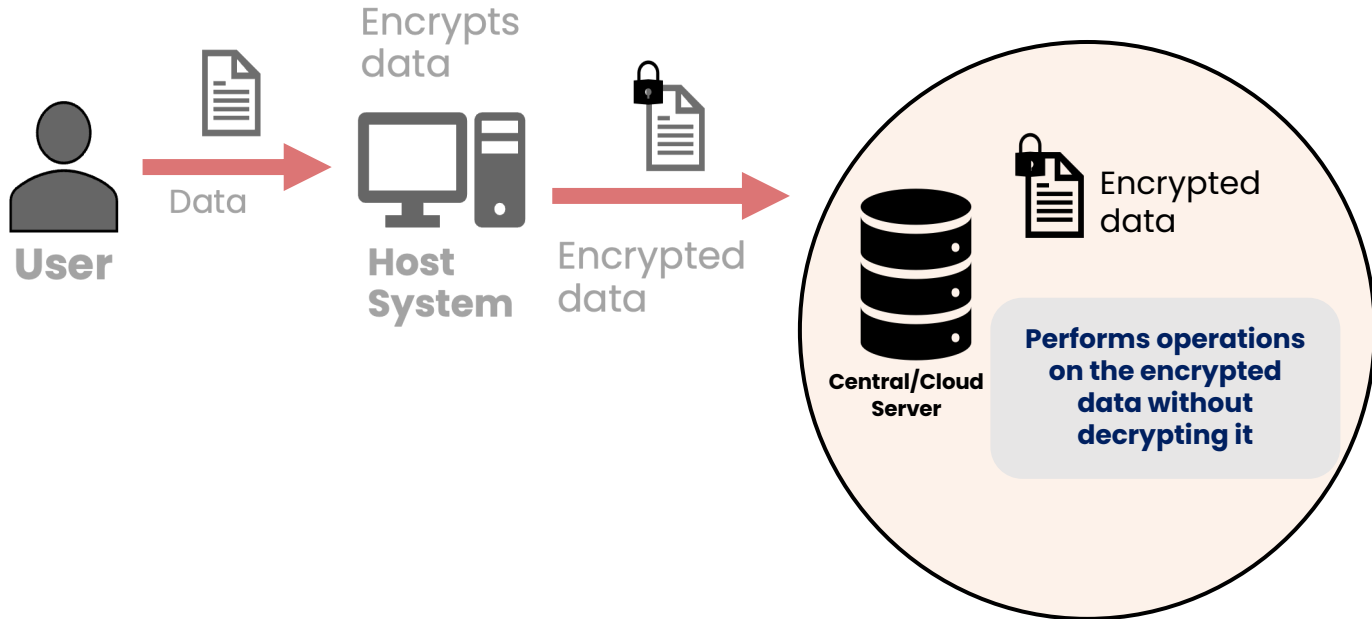 Encrypts
data
Data
User
Host
System
Encrypted
data
Encrypted
data
Central/Cloud
Server
Performs operations
on the encrypted
data without
decrypting it